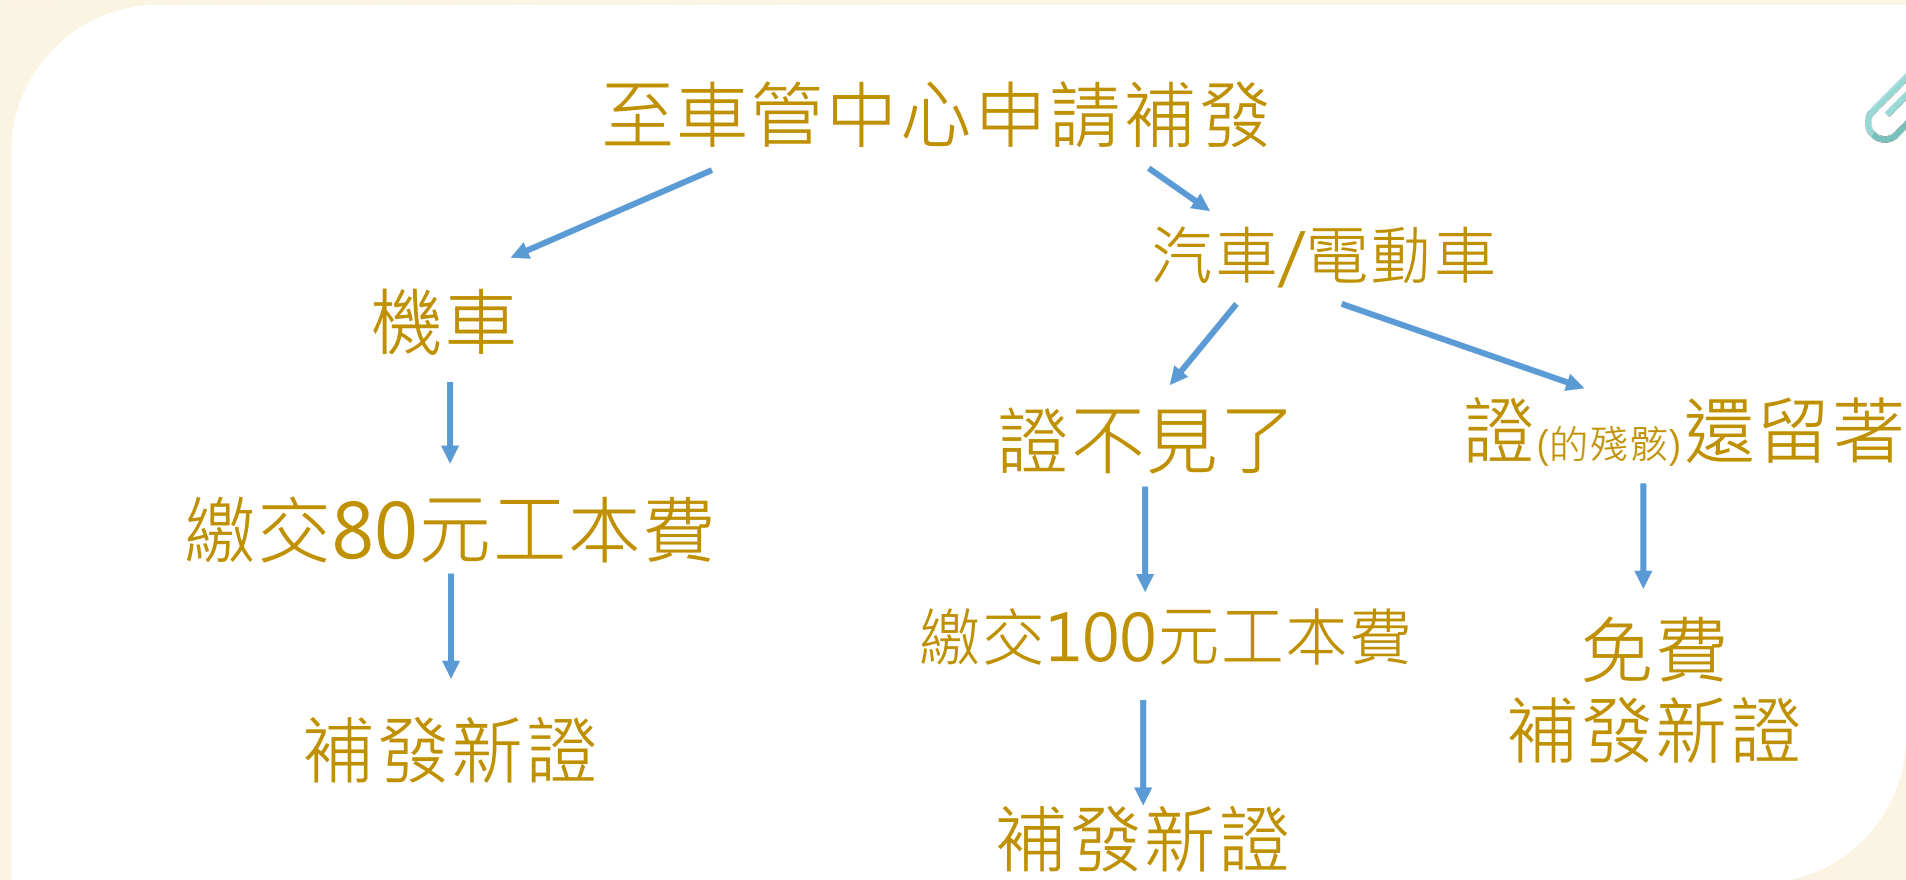 至車管中心申請補發
機車
汽車/電動車
繳交80元工本費
證不見了
證(的殘骸)還留著
補發新證
繳交100元工本費
免費
補發新證
補發新證